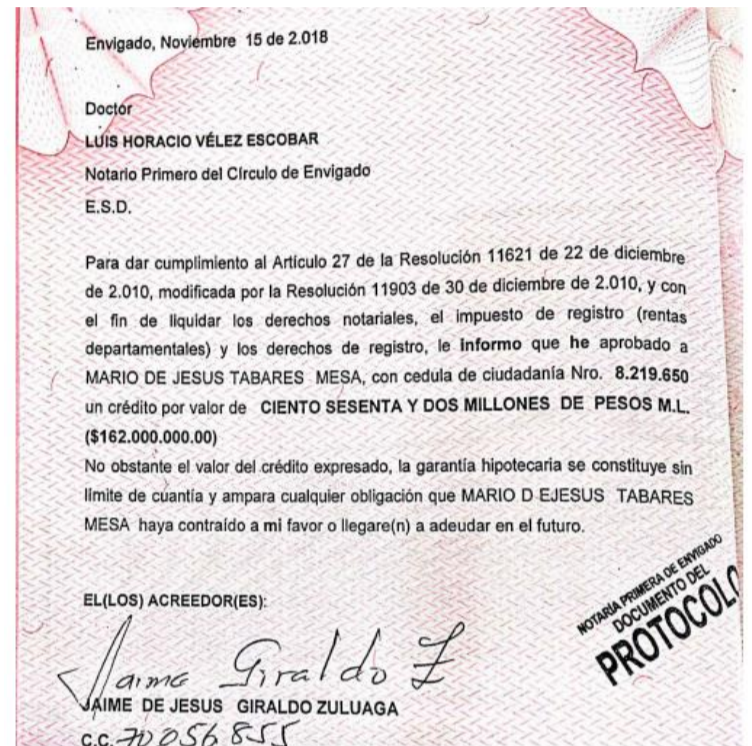 Envigado, Noviembre 15 de 2.018
Doctor
LUIS HORACIO VÉLEZ ESCOBAR
Notario Primero del Círculo de Envigado
E.S.D.
Para dar cumplimiento al Artículo 27 de la Resolución 11621 de 22 de diciembre
de 2.010, modificada por la Resolución 11903 de 30 de diciembre de 2.010, y con
el fin de liquidar los derechos notariales, el impuesto de registro (rentas
departamentales) y los derechos de registro, le informo que he aprobado a
MARIO DE JESUS TABARES MESA, con cedula de ciudadanía Nro. 8.219.650
un crédito por valor de CIENTO SESENTA Y DOS MILLONES DE PESOS M.L.
($162.000.000.00)
No obstante el valor del crédito expresado, la garantía hipotecaria se constituye sin
límite de cuantía y ampara cualquier obligación que MARIO D EJESUS TABARES
MESA haya contraído a mi favor o llegare(n) a adeudar en el futuro.
NOTARÍA PRIMERA DE ENVIGADO
DOCUMENTO DEL
PROTOCOLO
EL(LOS) ACREEDOR(ES):
Jaime Giraldo Z
JAIME DE JESUS GIRALDO ZULUAGA
C.C. 70056855